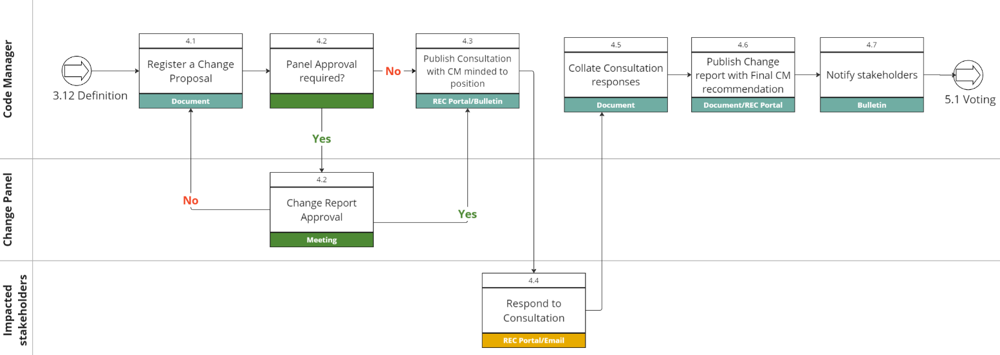 Code Manager
3.12 Definition
4.1
Register a Change
Proposal
Document
4.2
Panel Approval
required?
No
Yes
4.3
Publish Consultation
with CM minded to
position
REC Portal/Bulletin
4.5
Collate Consultation
responses
Document
4.6
Publish Change
report with Final CM
recommendation
Document/REC Portal
4.7
Notify stakeholders
Bulletin
5.1 Voting
Change Panel
No
4.2
Change Report
Approval
Meeting
Yes
Impacted
stakeholders
4.4
Respond to
Consultation
REC Portal/Email